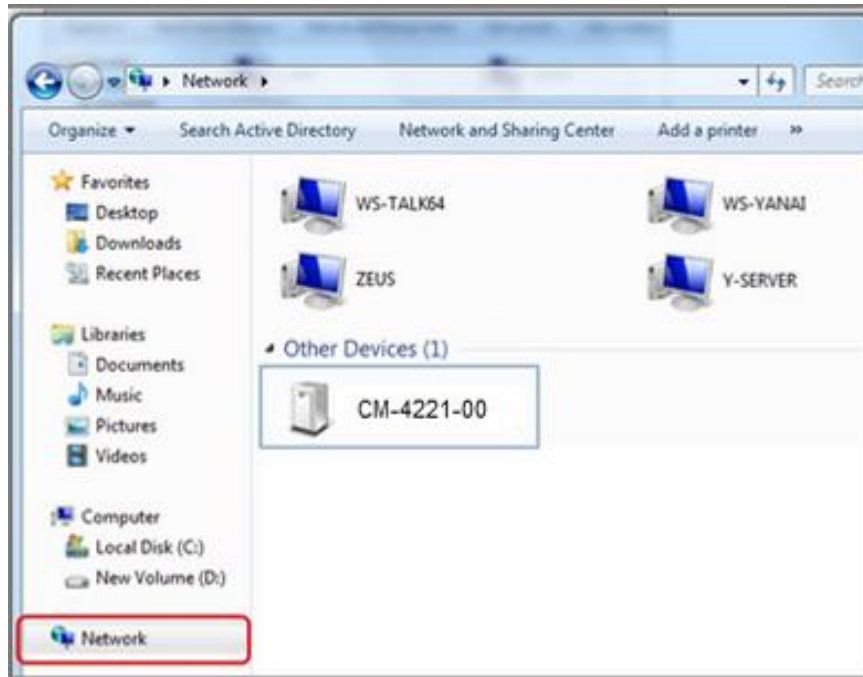 Network
Search
Organize Search Active Directory Network and Sharing Center Add a printer »
Favorites
Desktop
Downloads
Recent Places
Libraries
Documents
Music
Pictures
Videos
Computer
Local Disk (C:)
New Volume (D:)
Network
WS-TALK64 WS-YANAI
ZEUS Y-SERVER
Other Devices (1)
CM-4221-00